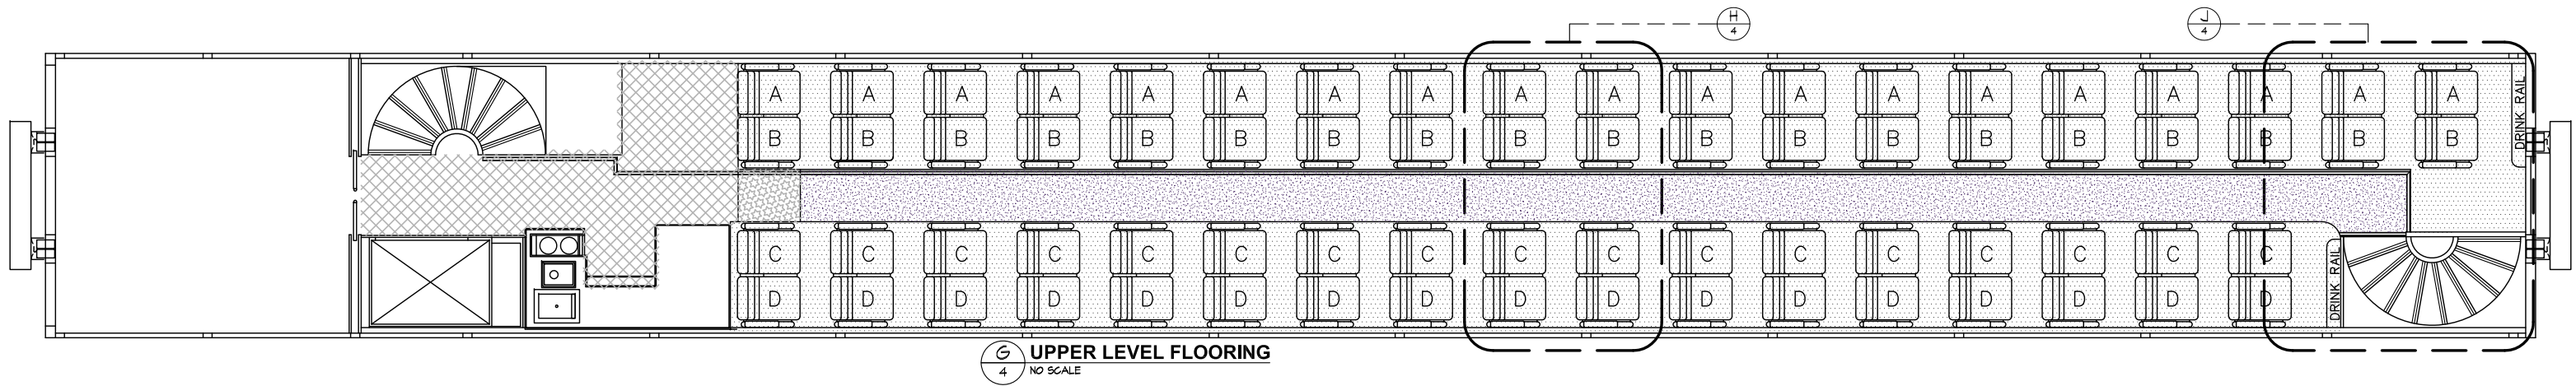 H J
4 4
A A A A A A A A A A A A A A A A A A A
B B B B B B B B B B B B B B B B B B B
DRINK RAIL
C C C C C C C C C C C C C C C C C
D D D D D D D D D D D D D D D D D
DRINK RAIL
G UPPER LEVEL FLOORING
4 NO SCALE